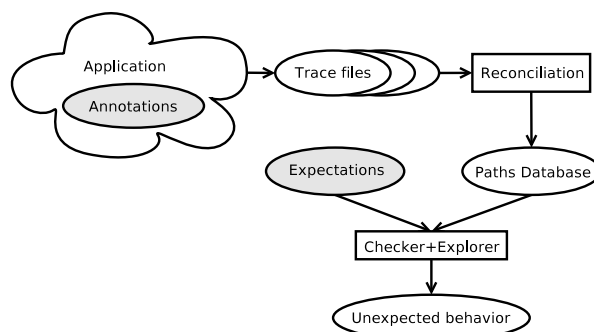 Application
Annotations
Trace files
Reconciliation
Expectations
Paths Database
Checker+Explorer
Unexpected behavior